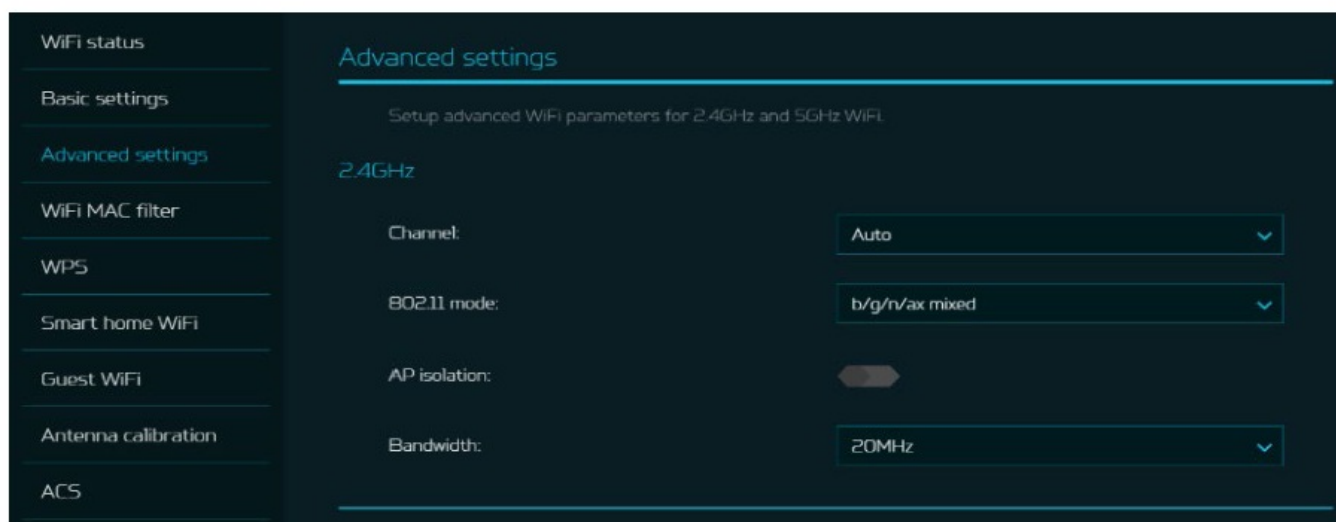 WiFi status
Basic settings
Advanced settings
WiFi MAC filter
WPS
Smart home WiFi
Guest WiFi
Antenna calibration
ACS
Advanced settings
Setup advanced WiFi parameters for 2.4GHz and 5GHz WiFi.
2.4GHz
Channel: Auto
802.11 mode: b/g/n/ax mixed
AP isolation:
Bandwidth: 20MHz